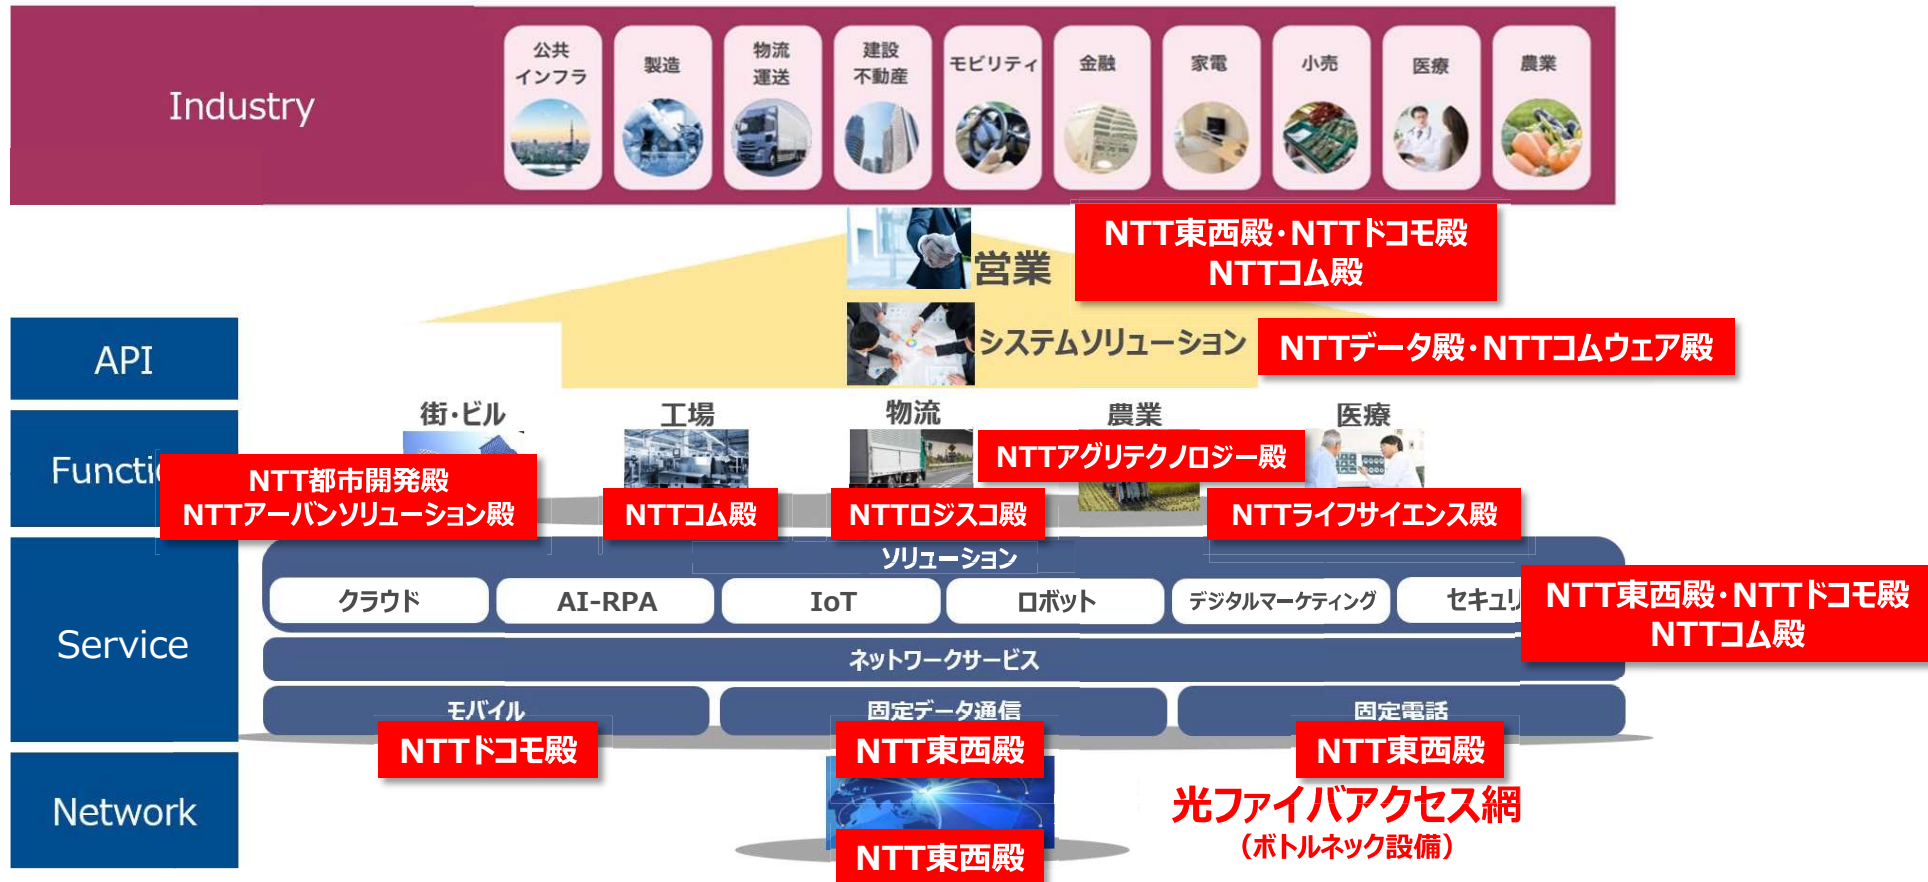 Industry
公共
インフラ
製造
物流
運送
建設
不動産
モビリティ
金融
家電
小売
医療
農業
営業
NTT東西殿・NTTドコモ殿
NTTコム殿
API
システムソリューション
NTTデータ殿・NTTコムウェア殿
街・ビル
工場
物流
農業
医療
Functi
NTT都市開発殿
NTTアーバンソリューション殿
NTTコム殿
NTTロジスコ殿
NTTアグリテクノロジー殿
NTTライフサイエンス殿
Service
ソリューション
クラウド
AI-RPA
IoT
ロボット
デジタルマーケティング
セキュリ
NTT東西殿・NTTドコモ殿
NTTコム殿
ネットワークサービス
モバイル
固定データ通信
固定電話
NTTドコモ殿
NTT東西殿
NTT東西殿
Network
NTT東西殿
光ファイバアクセス網
（ボトルネック設備）